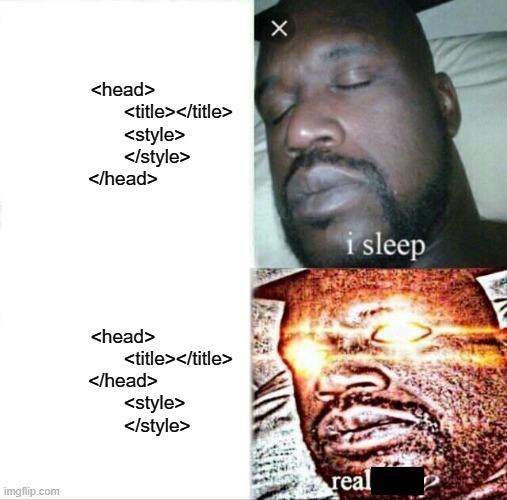 <head>
<title></title>
<style>
</style>
</head>
i sleep
<head>
<title></title>
</head>
<style>
</style>
real
imgflip.com